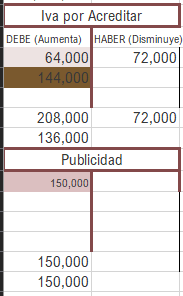 Iva por Acreditar
DEBE (Aumenta) HABER (Disminuye)
64,000 72,000
144,000
208,000 72,000
136,000
Publicidad
150,000
150,000
150,000